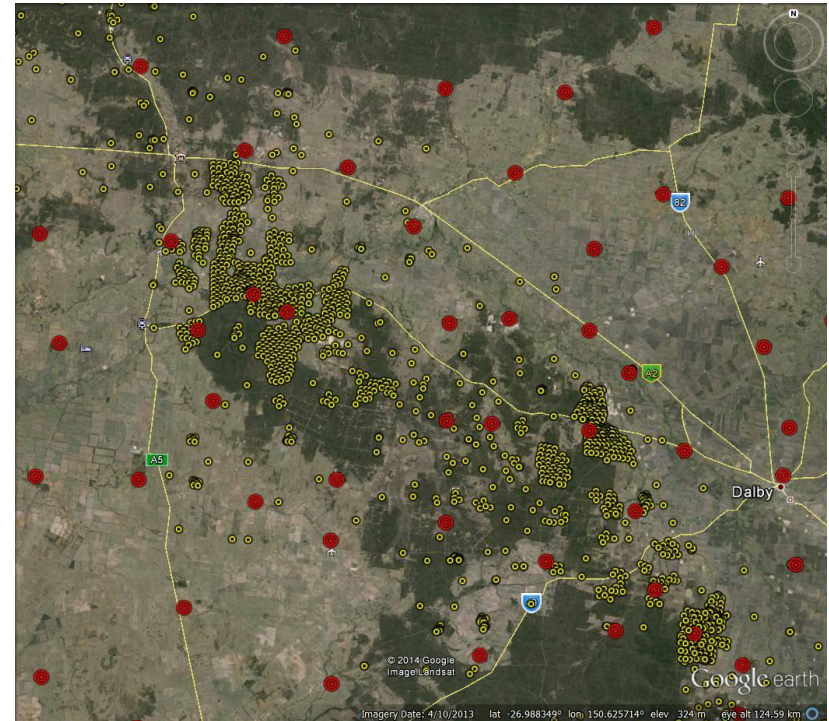 N
82
A2
A5
Dalby
© 2014 Google
Image Landsat
Google earth
Imagery Date: 4/10/2013 lat -26.988349° lon 150.625714° elev 324 m eye alt 124.59 km